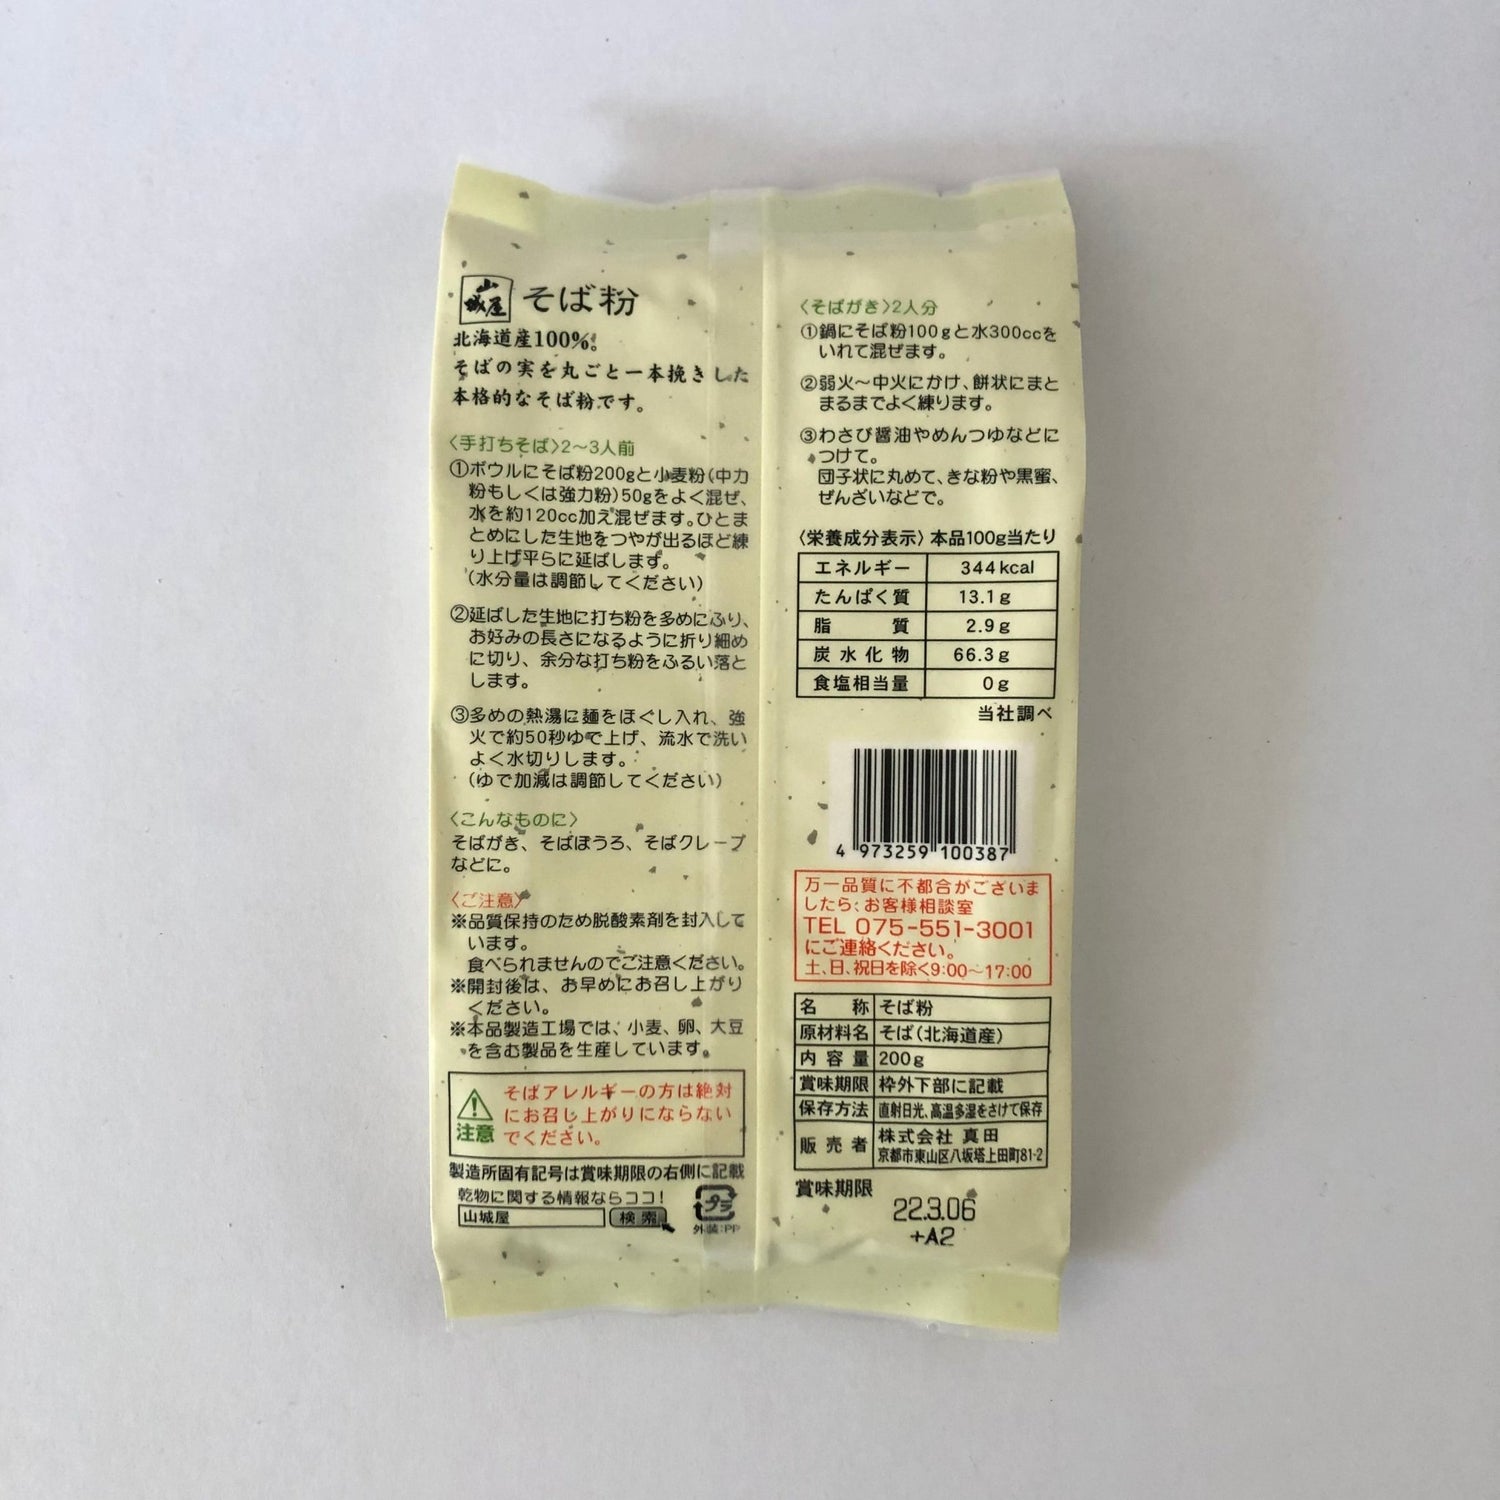 山城屋 そば粉
北海道産100%。
そばの実を丸ごと一本挽きした
本格的なそば粉です。
〈手打ちそば〉2～3人前
①ボウルにそば粉200gと小麦粉(中力
粉もしくは強力粉)50gをよく混ぜ、
水を約120cc加え混ぜます。ひとま
とめにした生地をつやが出るほど練
り上げ平らに延ばします。
(水分量は調節してください)
②延ばした生地に打ち粉を多めにふり、
お好みの長さになるように折り細め
に切り、余分な打ち粉をふるい落と
します。
③多めの熱湯に麺をほぐし入れ、強
火で約50秒ゆで上げ、流水で洗い
よく水切りします。
(ゆで加減は調節してください)
〈こんなものに〉
そばがき、そばぼうろ、そばクレープ
などに。
〈ご注意〉
※品質保持のため脱酸素剤を封入して
います。
食べられませんのでご注意ください。
※開封後は、お早めにお召し上がり
ください。
※本品製造工場では、小麦、卵、大豆
を含む製品を生産しています。
注意
そばアレルギーの方は絶対
にお召し上がりにならない
でください。
製造所固有記号は賞味期限の右側に記載
乾物に関する情報ならココ!
山城屋 検索
プラ
外装:PP
〈そばがき〉2人分
①鍋にそば粉100gと水300ccを
いれて混ぜます。
②弱火～中火にかけ、餅状にまと
まるまでよく練ります。
③わさび醤油やめんつゆなどに
つけて。
団子状に丸めて、きな粉や黒蜜、
ぜんざいなどで。
〈栄養成分表示〉本品100g当たり
エネルギー 344kcal
たんぱく質 13.1g
脂質 2.9g
炭水化物 66.3g
食塩相当量 0g
当社調べ
4 973259 100387
万一品質に不都合がございま
したら、お客様相談室
TEL 075-551-3001
にご連絡ください。
土、日、祝日を除く9:00～17:00
名称 そば粉
原材料名 そば(北海道産)
内容量 200g
賞味期限 枠外下部に記載
保存方法 直射日光、高温多湿をさけて保存
販売者 株式会社 真田
京都市東山区八坂塔上田町81-2
賞味期限
22.3.06
+A2